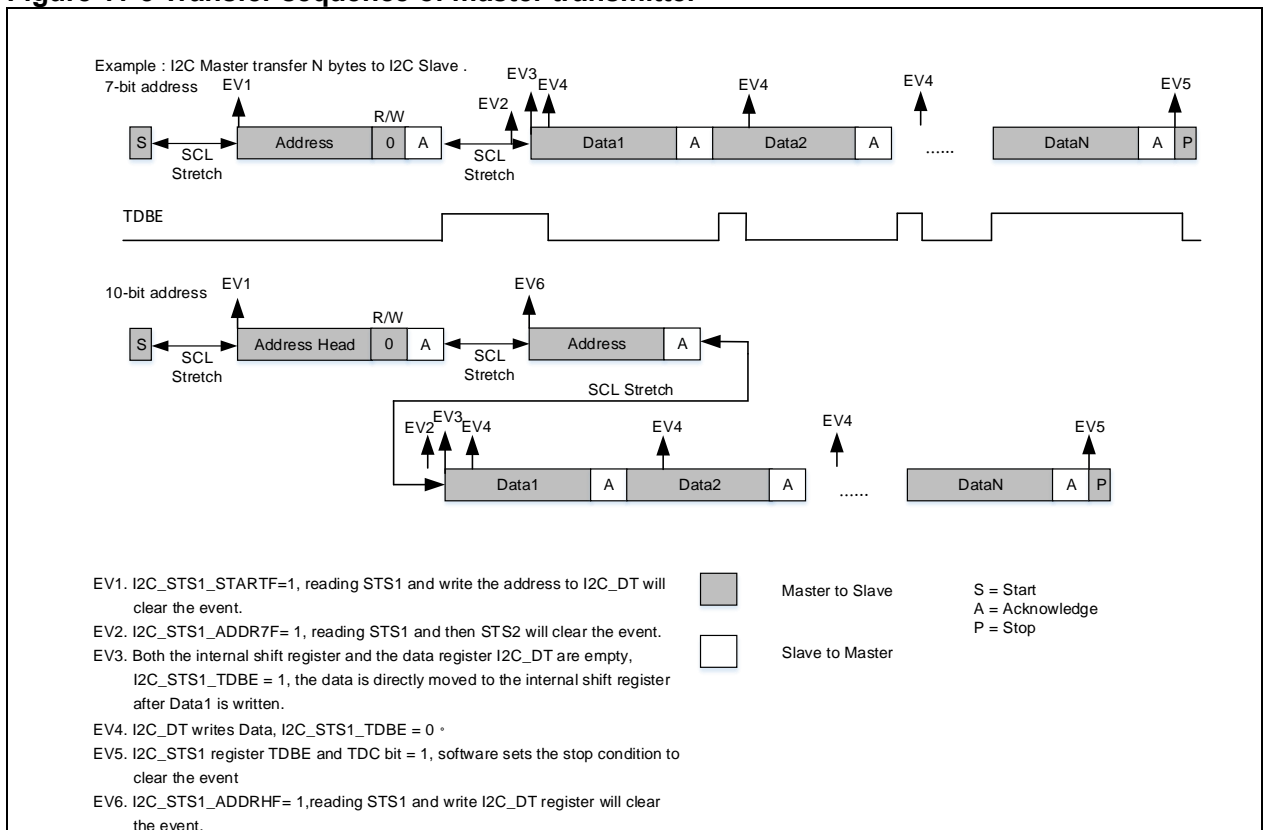 Example : I2C Master transfer N bytes to I2C Slave .
7-bit address
EV1
EV2
EV3
EV4
EV4
EV4
EV5
R/W
S
Address
0
A
Data1
A
Data2
A
......
DataN
A
P
SCL
Stretch
SCL
Stretch
TDBE
10-bit address
EV1
EV6
R/W
S
Address Head
0
A
Address
A
SCL
Stretch
SCL
Stretch
SCL Stretch
EV2
EV3
EV4
EV4
EV4
EV5
Data1
A
Data2
A
......
DataN
A
P
EV1. I2C_STS1_STARTF=1, reading STS1 and write the address to I2C_DT will
clear the event.
EV2. I2C_STS1_ADDR7F= 1, reading STS1 and then STS2 will clear the event.
EV3. Both the internal shift register and the data register I2C_DT are empty,
I2C_STS1_TDBE = 1, the data is directly moved to the internal shift register
after Data1 is written.
EV4. I2C_DT writes Data, I2C_STS1_TDBE = 0。
EV5. I2C_STS1 register TDBE and TDC bit = 1, software sets the stop condition to
clear the event
EV6. I2C_STS1_ADDRHF= 1,reading STS1 and write I2C_DT register will clear
the event.
Master to Slave
Slave to Master
S = Start
A = Acknowledge
P = Stop